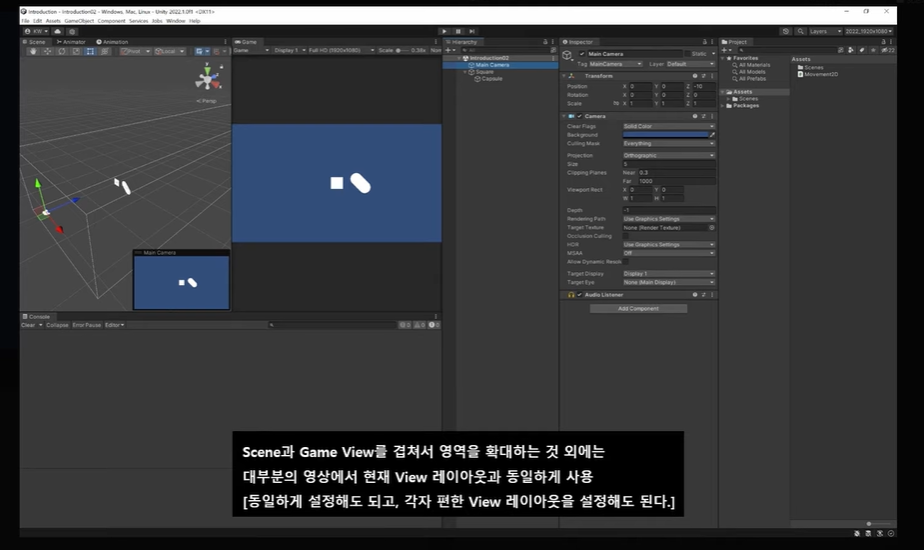 Introduction - Introduction02 - Windows, Mac, Linux - Unity 2022.1.0f1 <DX11>
File Edit Assets GameObject Component Services Jobs Window Help
KW
Layers 2022_1920x1080
Scene Animator Animation
Pivot Local
Persp
Main Camera
Game
Game Display 1 Full HD (1920x1080) Scale 0.38x
Console
Clear Collapse Error Pause Editor
Hierarchy
Introduction02
Main Camera
Square
Capsule
Inspector
Main Camera Static
Tag MainCamera Layer Default
Transform
Position X 0 Y 0 Z -10
Rotation X 0 Y 0 Z 0
Scale X 1 Y 1 Z 1
Camera
Clear Flags Solid Color
Background
Culling Mask Everything
Projection Orthographic
Size 5
Clipping Planes Near 0.3
Far 1000
Viewport Rect X 0 Y 0
W 1 H 1
Depth -1
Rendering Path Use Graphics Settings
Target Texture None (Render Texture)
Occlusion Culling
HDR Use Graphics Settings
MSAA Off
Allow Dynamic Resolu
Target Display Display 1
Target Eye None (Main Display)
Audio Listener
Add Component
Project
22
Favorites
All Materials
All Models
All Prefabs
Assets
Scenes
Packages
Assets
Scenes
Movement2D
Scene과 Game View를 겹쳐서 영역을 확대하는 것 외에는
대부분의 영상에서 현재 View 레이아웃과 동일하게 사용
[동일하게 설정해도 되고, 각자 편한 View 레이아웃을 설정해도 된다.]